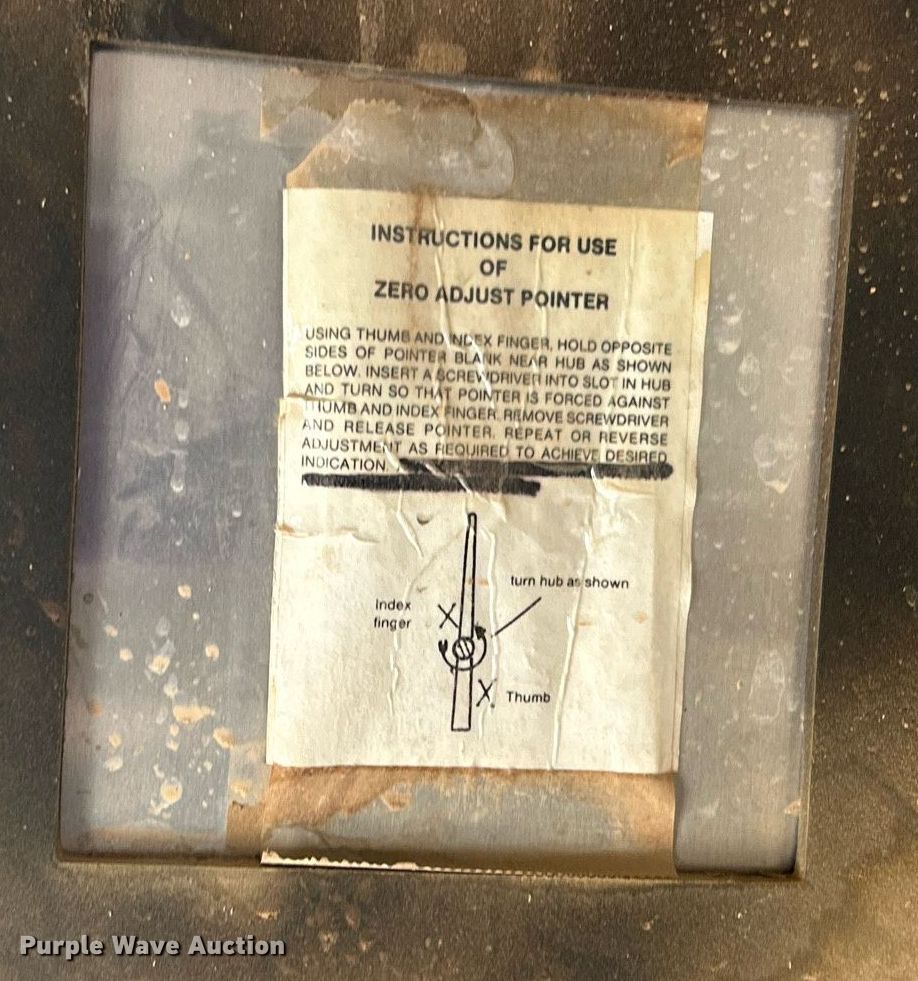 INSTRUCTIONS FOR USE
OF
ZERO ADJUST POINTER
USING THUMB AND INDEX FINGER, HOLD OPPOSITE
SIDES OF POINTER BLANK NEAR HUB AS SHOWN
BELOW. INSERT A SCREWDRIVER INTO SLOT IN HUB
AND TURN SO THAT POINTER IS FORCED AGAINST
THUMB AND INDEX FINGER. REMOVE SCREWDRIVER
AND RELEASE POINTER. REPEAT OR REVERSE
ADJUSTMENT AS REQUIRED TO ACHIEVE DESIRED
INDICATION.
turn hub as shown
Index
finger
X
X
Thumb
Purple Wave Auction